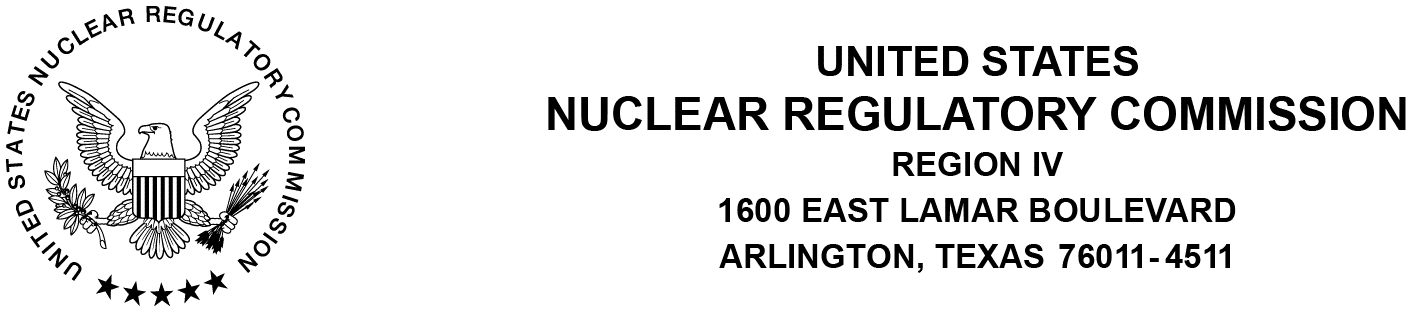 UNITED STATES NUCLEAR REGULATORY COMMISSION
UNITED STATES
NUCLEAR REGULATORY COMMISSION
REGION IV
1600 EAST LAMAR BOULEVARD
ARLINGTON, TEXAS 76011-4511